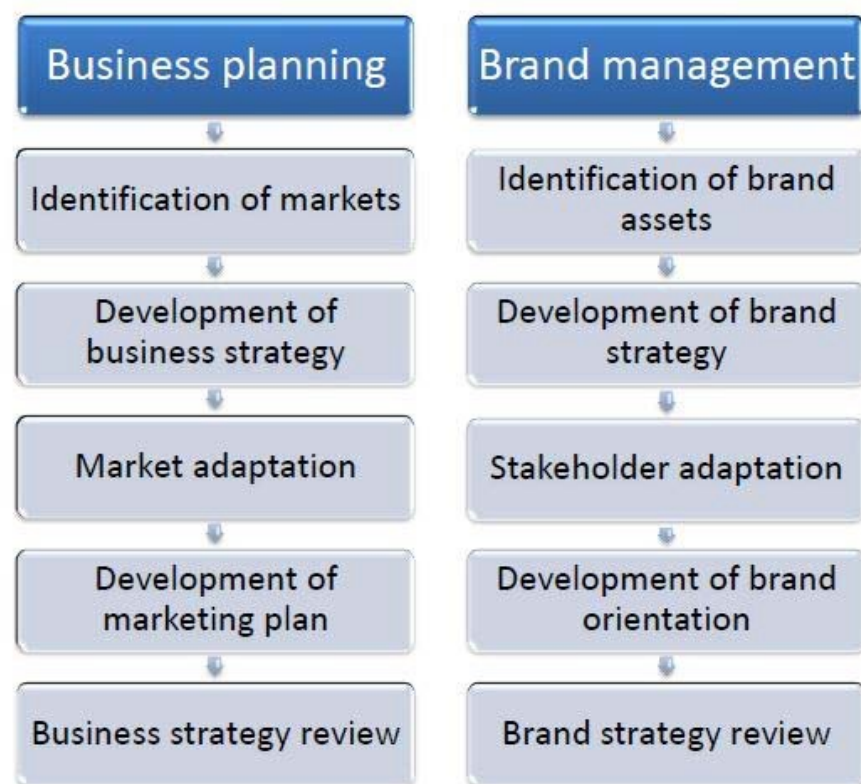 Business planning
Identification of markets
Development of
business strategy
Market adaptation
Development of
marketing plan
Business strategy review
Brand management
Identification of brand
assets
Development of brand
strategy
Stakeholder adaptation
Development of brand
orientation
Brand strategy review